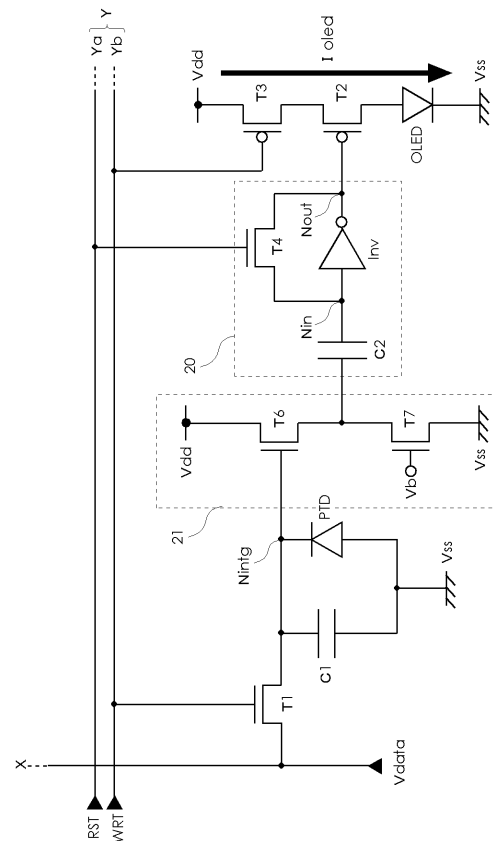 Y
Ya
Yb
I oled
Vdd
T3
T2
OLED
Vss
Nout
T4
Inv
Nin
20
C2
Vdd
T6
T7
Vss
Vb
21
PTD
Nintg
Vss
C1
T1
X
Vdata
RST
WRT